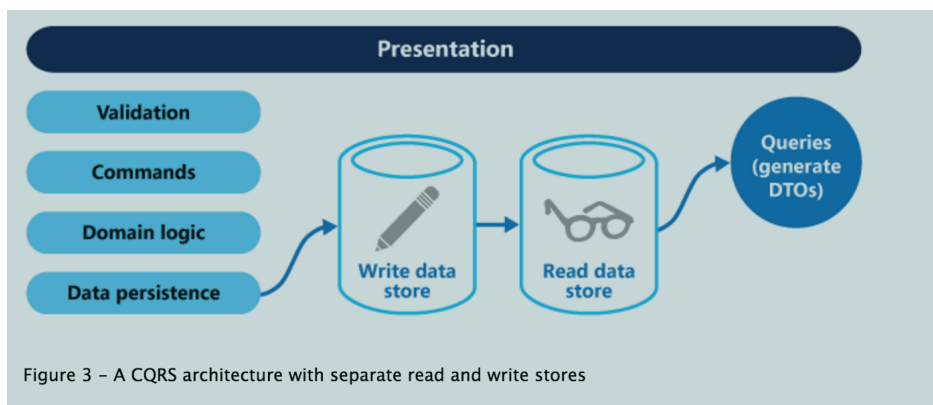 Presentation
Validation
Commands
Domain logic
Data persistence
Write data
store
Read data
store
Queries
(generate
DTOs)
Figure 3 – A CQRS architecture with separate read and write stores